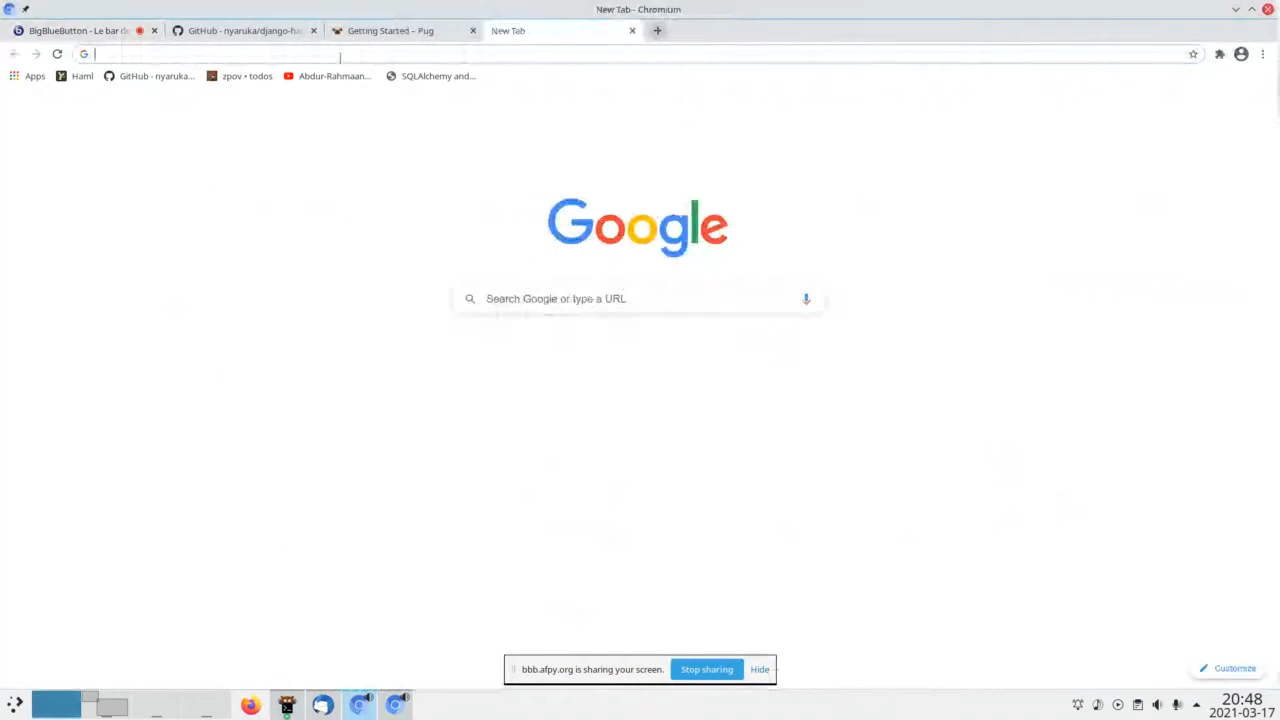 New Tab - Chromium
BigBlueButton - Le bar de
GitHub - nyaruka/django-ha
Getting Started – Pug
New Tab
G
Apps
Haml
GitHub - nyaruka...
zpov • todos
Abdur-Rahmaan...
SQLAlchemy and...
Google
Search Google or type a URL
bbb.afpy.org is sharing your screen.
Stop sharing
Hide
Customize
20:48
2021-03-17